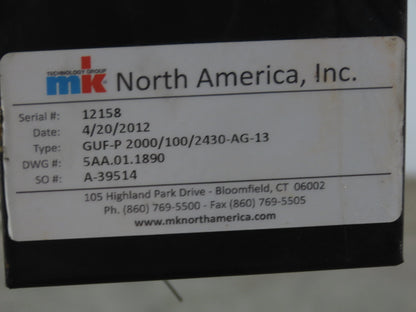 TECHNOLOGY GROUP
mk North America, Inc.
Serial #: 12158
Date: 4/20/2012
Type: GUF-P 2000/100/2430-AG-13
DWG #: 5AA.01.1890
SO #: A-39514
105 Highland Park Drive - Bloomfield, CT 06002
Ph. (860) 769-5500 - Fax (860) 769-5505
www.mknorthamerica.com